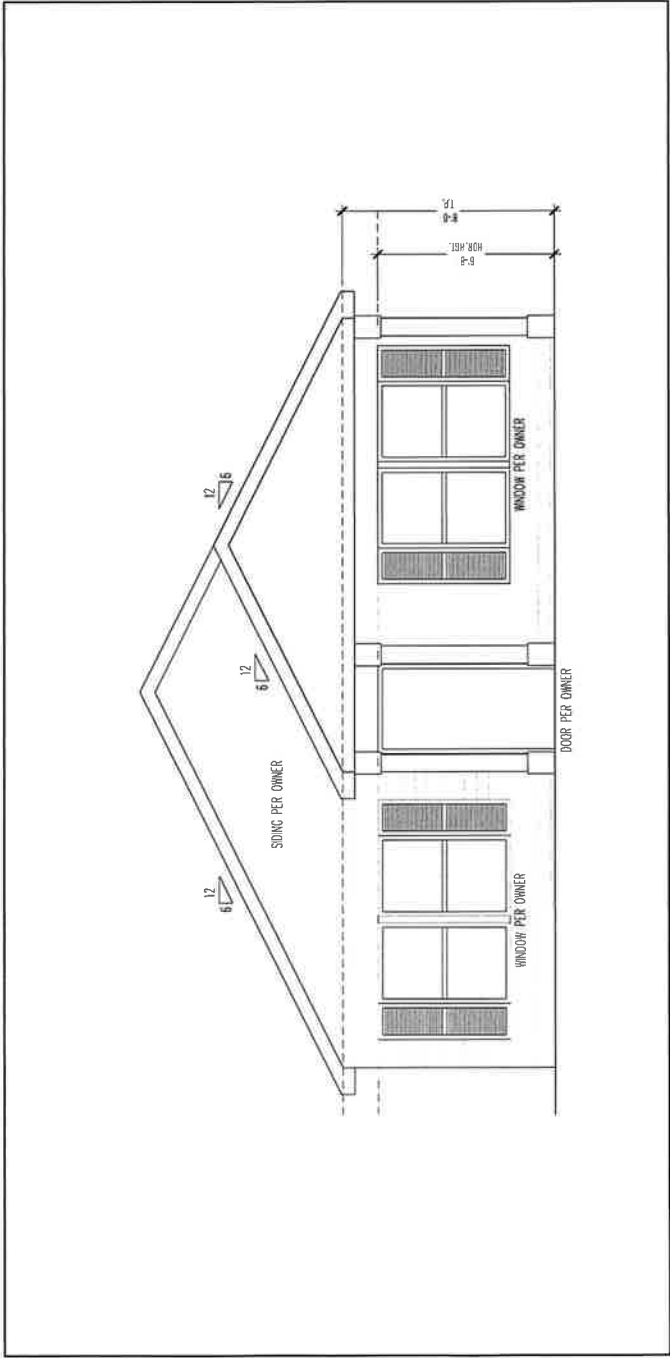 12
6
12
6
12
6
SIDING PER OWNER
8'-0
T.P.
6'-8
HDR. HGT.
WINDOW PER OWNER
WINDOW PER OWNER
DOOR PER OWNER